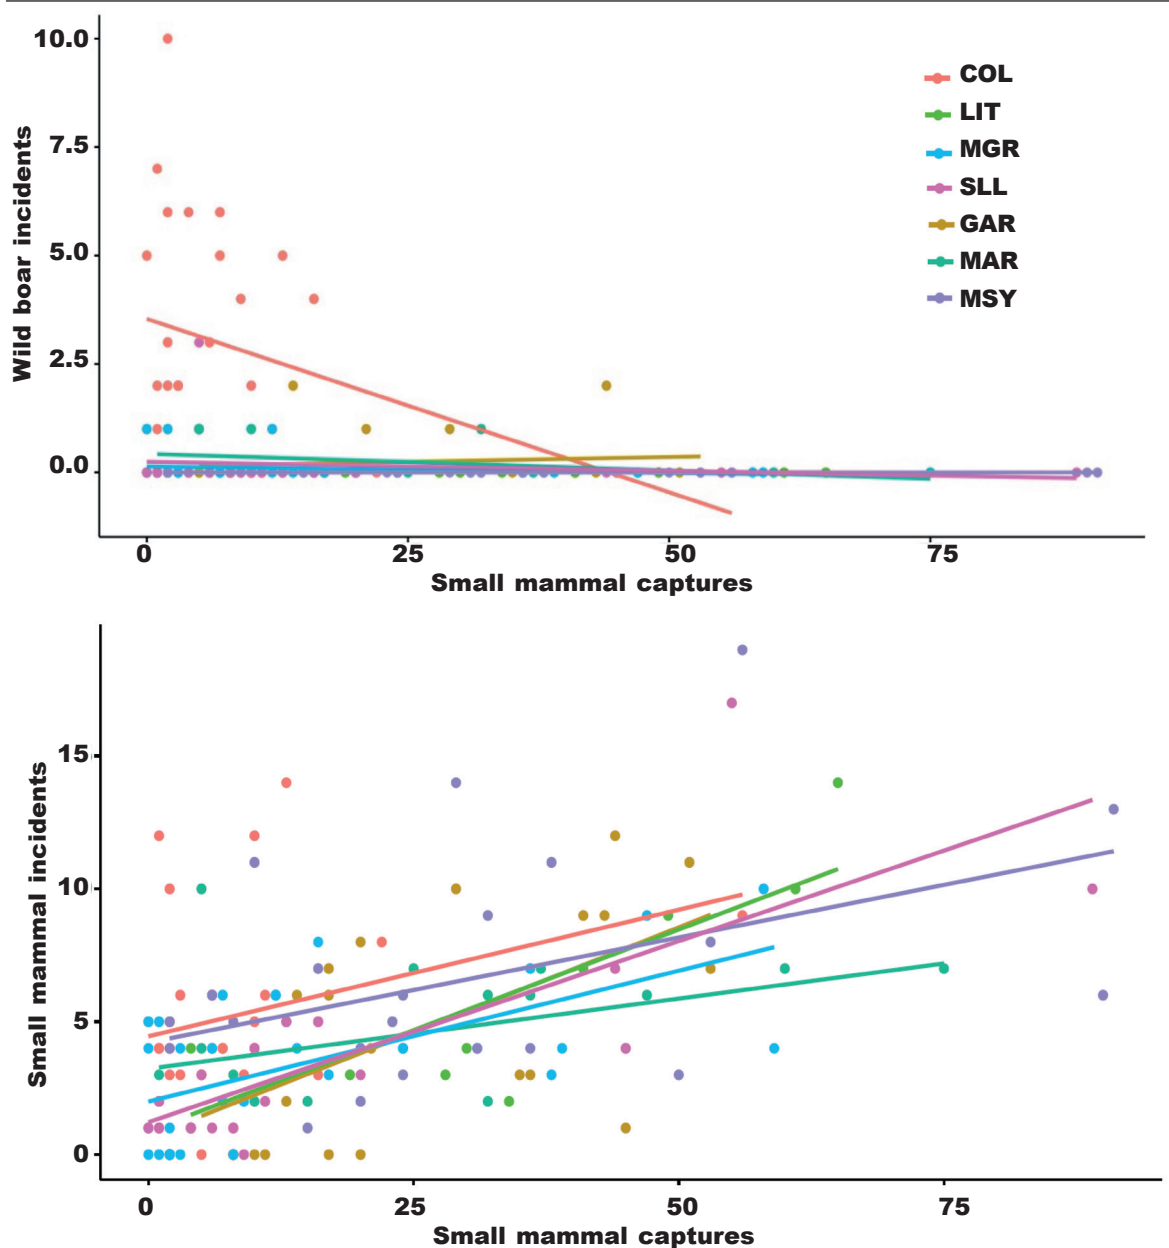 10.0
7.5
5.0
2.5
0.0
Wild boar incidents
COL
LIT
MGR
SLL
GAR
MAR
MSY
0 25 50 75
Small mammal captures
15
10
5
0
Small mammal incidents
0 25 50 75
Small mammal captures